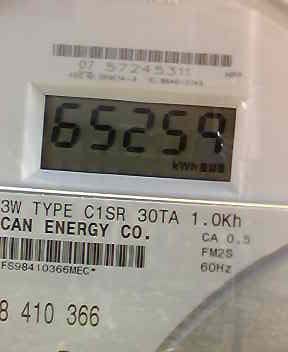 07 57245311
65259
kWh
3W TYPE C1SR 30TA 1.0Kh
CAN ENERGY CO. CA 0.5
FM2S
FS98410366MEC* 60Hz
8 410 366